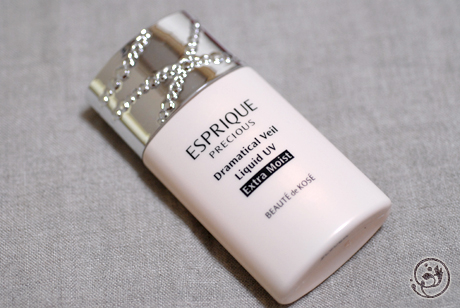 ESPRIQUE
PRECIOUS
Dramatical Veil
Liquid UV
Extra Moist
BEAUTÉ de KOSÉ